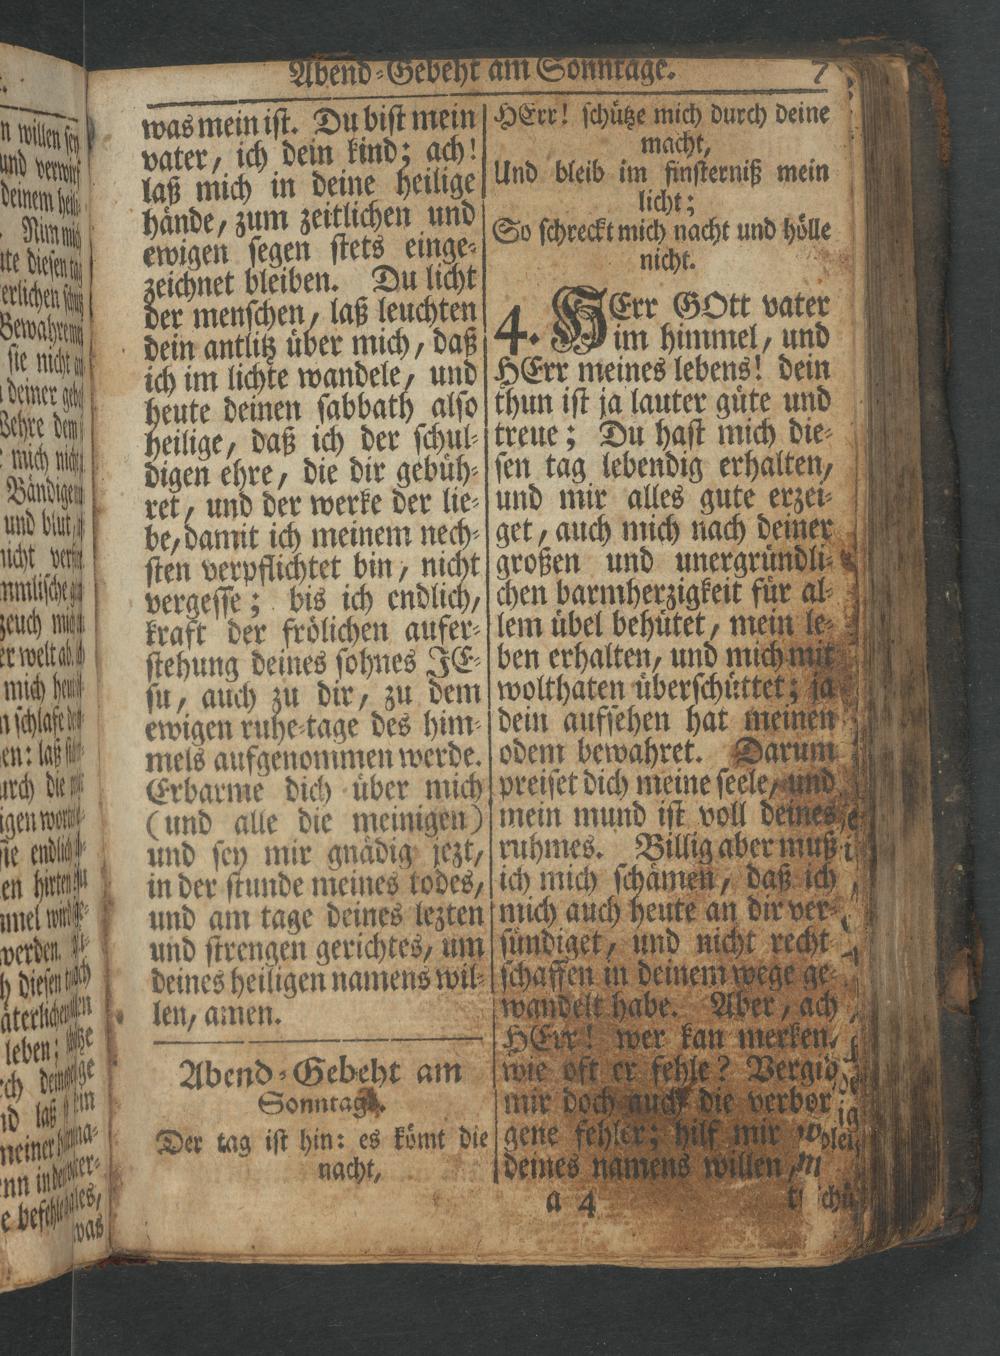 Abend-Gebeht am Sonntage. 7
was mein ist. Du bist mein
vater, ich dein kind; ach!
laß mich in deine heilige
hände, zum zeitlichen und
ewigen segen stets einge-
zeichnet bleiben. Du licht
der menschen, laß leuchten
dein antlitz über mich, daß
ich im lichte wandele, und
heute deinen sabbath also
heilige, daß ich der schul-
digen ehre, die dir gebüh-
ret, und der werke der lie-
be, damit ich meinem nech-
sten verpflichtet bin, nicht
vergesse; bis ich endlich,
kraft der frölichen aufer-
stehung deines sohnes JE-
su, auch zu dir, zu dem
ewigen ruhe-tage des him-
mels aufgenommen werde.
Erbarme dich über mich
(und alle die meinigen)
und sey mir gnädig jezt,
in der stunde meines todes,
und am tage deines lezten
und strengen gerichtes, um
deines heiligen namens wil-
len, amen.
Abend-Gebeht am
Sonntag.
Der tag ist hin: es kömt die
nacht,
HErr! schütze mich durch deine
macht,
Und bleib im finsterniß mein
licht;
So schreckt mich nacht und hölle
nicht.
4. HErr GOtt vater
im himmel, und
HErr meines lebens! dein
thun ist ja lauter güte und
treue; Du hast mich die-
sen tag lebendig erhalten,
und mir alles gute erzei-
get, auch mich nach deiner
großen und unergründli-
chen barmherzigkeit für al-
lem übel behütet, mein le-
ben erhalten, und mich mit
wolthaten überschüttet; ja
dein aufsehen hat meinen
odem bewahret. Darum
preiset dich meine seele, und
mein mund ist voll deines
ruhmes. Billig aber muß
ich mich schämen, daß ich
mich auch heute an dir ver-
sündiget, und nicht recht
schaffen in deinem wege ge-
wandelt habe. Aber, ach
HErr! wer kan merken,
wie oft er fehle? Vergib
mir doch auch die verbor
gene fehler; hilf mir
deines namens willen,
a 4